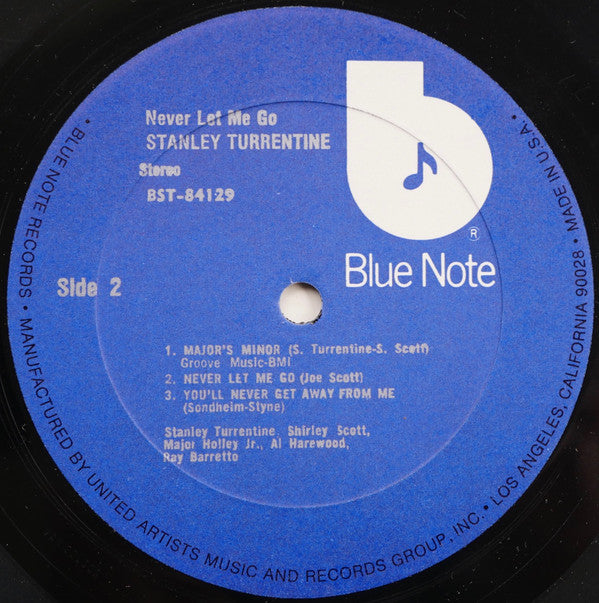 Never Let Me Go
STANLEY TURRENTINE
Stereo
BST-84129
Side 2
Blue Note
®
1. MAJOR'S MINOR (S. Turrentine-S. Scott)
Groove Music-BMI
2. NEVER LET ME GO (Joe Scott)
3. YOU'LL NEVER GET AWAY FROM ME
(Sondheim-Styne)
Stanley Turrentine, Shirley Scott,
Major Holley Jr., Al Harewood,
Ray Barretto
• BLUE NOTE RECORDS • MANUFACTURED BY UNITED ARTISTS MUSIC AND RECORDS GROUP, INC. • LOS ANGELES, CALIFORNIA 90028 • MADE IN U.S.A.